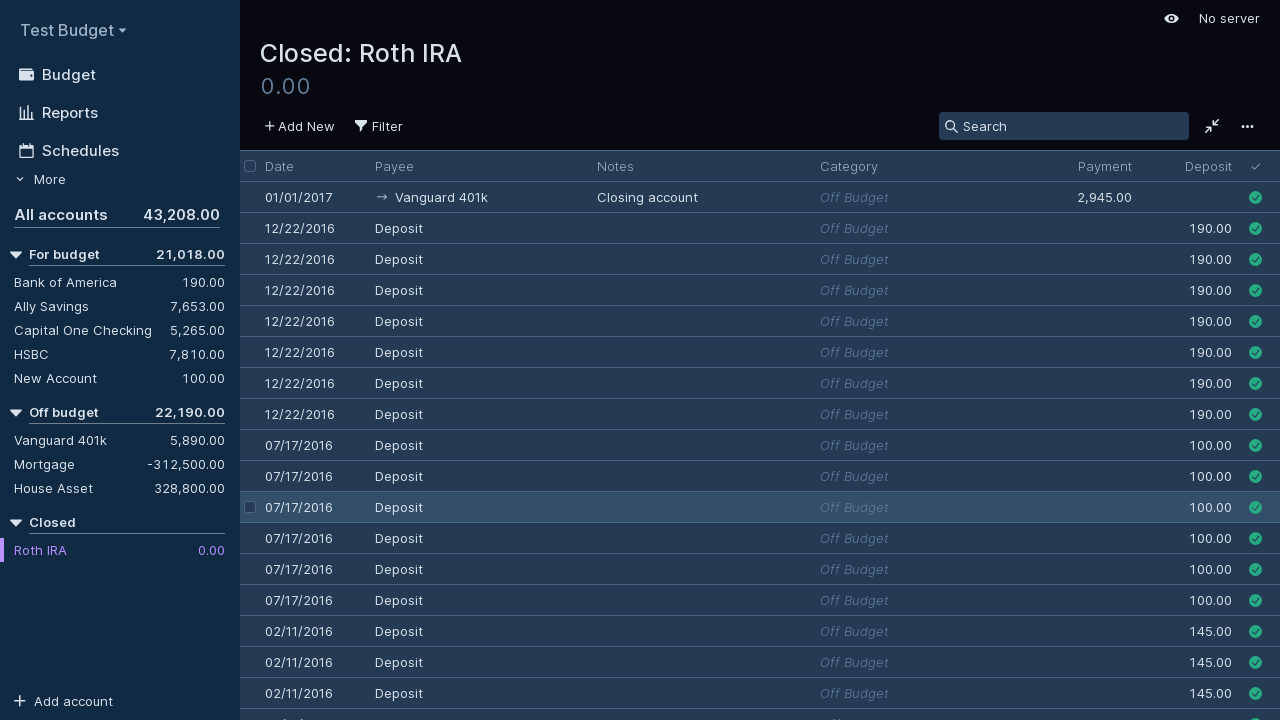 Test Budget
Budget
Reports
Schedules
More
All accounts 43,208.00
For budget 21,018.00
Bank of America 190.00
Ally Savings 7,653.00
Capital One Checking 5,265.00
HSBC 7,810.00
New Account 100.00
Off budget 22,190.00
Vanguard 401k 5,890.00
Mortgage -312,500.00
House Asset 328,800.00
Closed
Roth IRA 0.00
Add account
No server
Closed: Roth IRA
0.00
Add New Filter Search
Date Payee Notes Category Payment Deposit
01/01/2017 Vanguard 401k Closing account Off Budget 2,945.00
12/22/2016 Deposit Off Budget 190.00
12/22/2016 Deposit Off Budget 190.00
12/22/2016 Deposit Off Budget 190.00
12/22/2016 Deposit Off Budget 190.00
12/22/2016 Deposit Off Budget 190.00
12/22/2016 Deposit Off Budget 190.00
12/22/2016 Deposit Off Budget 190.00
07/17/2016 Deposit Off Budget 100.00
07/17/2016 Deposit Off Budget 100.00
07/17/2016 Deposit Off Budget 100.00
07/17/2016 Deposit Off Budget 100.00
07/17/2016 Deposit Off Budget 100.00
07/17/2016 Deposit Off Budget 100.00
02/11/2016 Deposit Off Budget 145.00
02/11/2016 Deposit Off Budget 145.00
02/11/2016 Deposit Off Budget 145.00